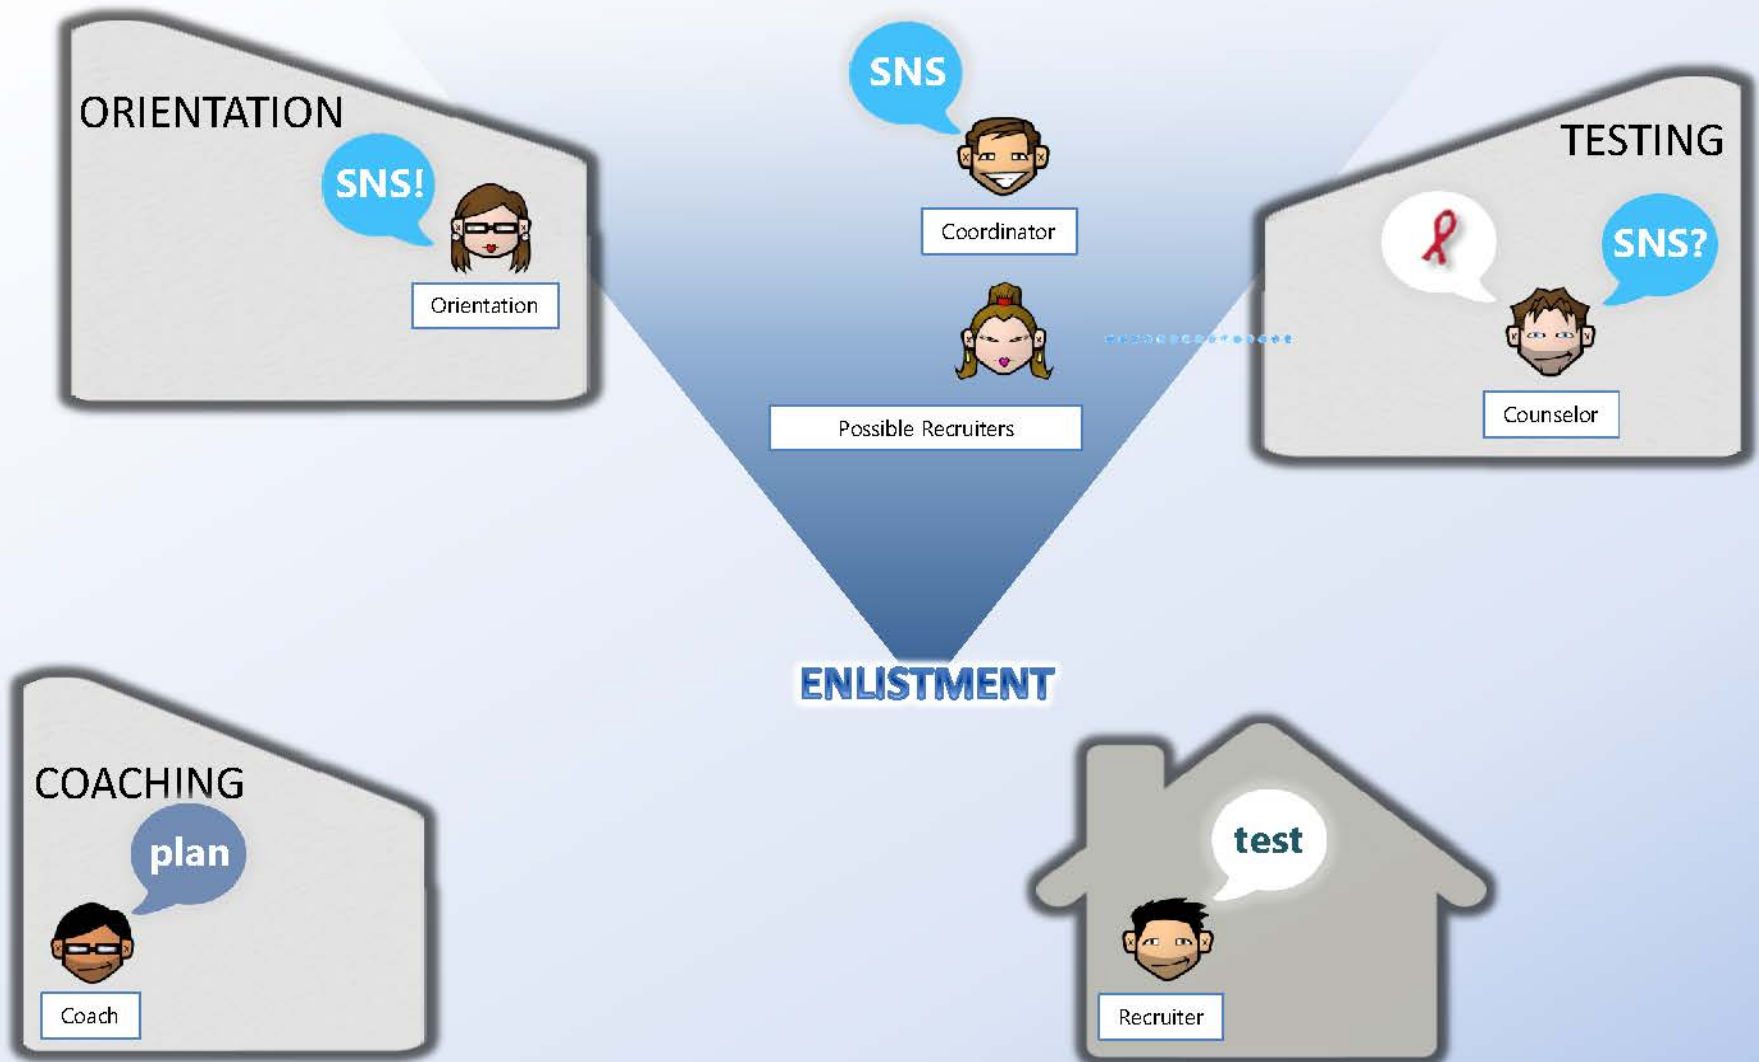 ORIENTATION
SNS!
Orientation
SNS
Coordinator
Possible Recruiters
TESTING
SNS?
Counselor
ENLISTMENT
COACHING
plan
Coach
test
Recruiter